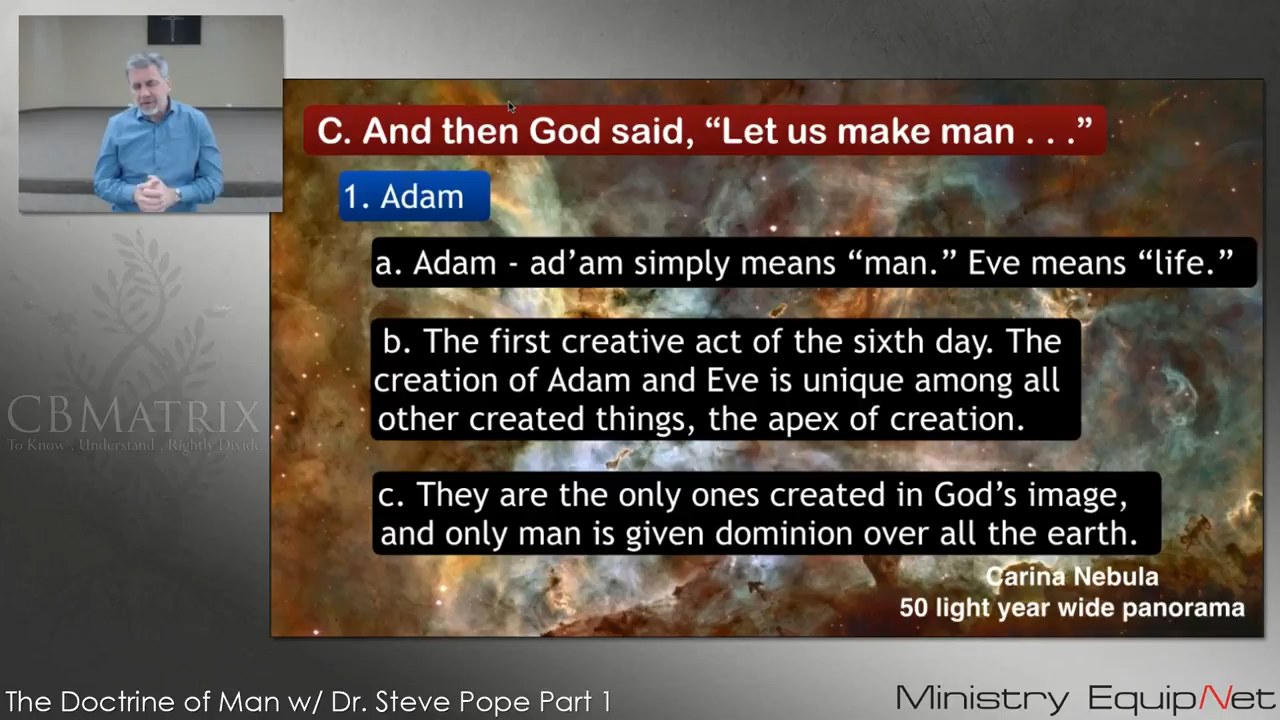 C. And then God said, “Let us make man . . .”
1. Adam
a. Adam - ad’am simply means “man.” Eve means “life.”
b. The first creative act of the sixth day. The
creation of Adam and Eve is unique among all
other created things, the apex of creation.
c. They are the only ones created in God’s image,
and only man is given dominion over all the earth.
Carina Nebula
50 light year wide panorama
CBMATRIX
To Know . Understand . Rightly Divide
The Doctrine of Man w/ Dr. Steve Pope Part 1
Ministry EquipNet